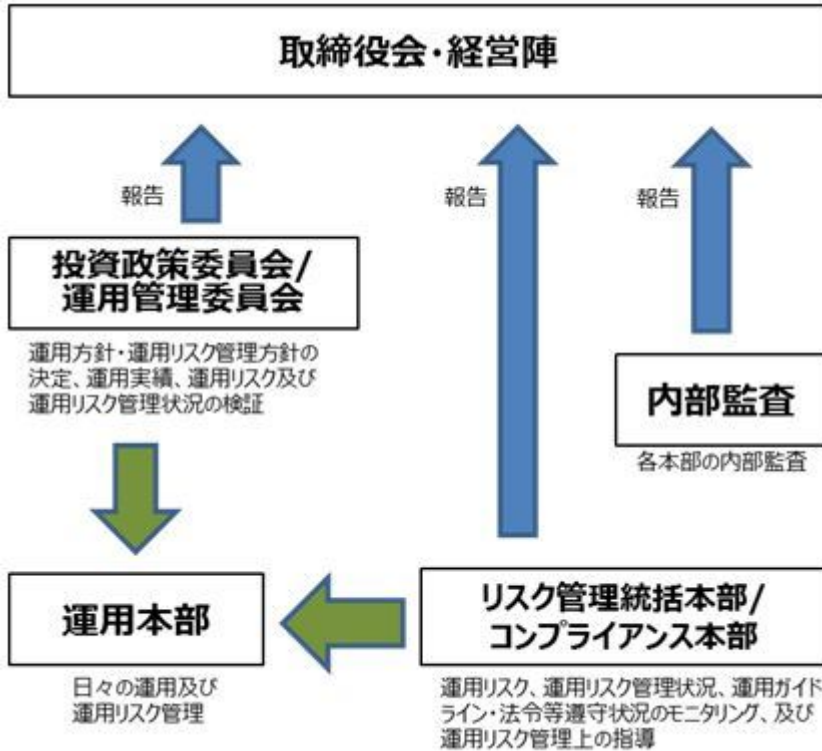 取締役会・経営陣
報告
報告
報告
投資政策委員会/
運用管理委員会
運用方針・運用リスク管理方針の
決定、運用実績、運用リスク及び
運用リスク管理状況の検証
内部監査
各本部の内部監査
運用本部
日々の運用及び
運用リスク管理
リスク管理統括本部/
コンプライアンス本部
運用リスク、運用リスク管理状況、運用ガイド
ライン・法令等遵守状況のモニタリング、及び
運用リスク管理上の指導